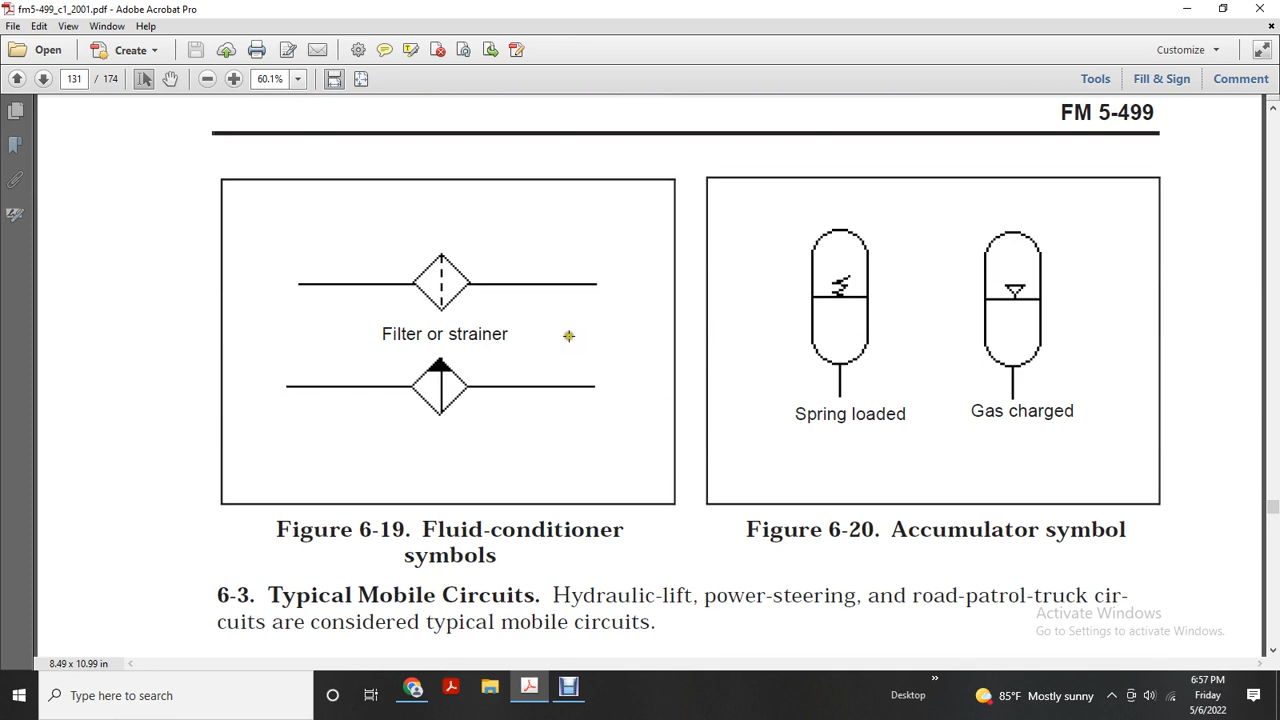 fm5-499_c1_2001.pdf - Adobe Acrobat Pro
File Edit View Window Help
Open Create Customize
131 / 174 60.1% Tools Fill & Sign Comment
FM 5-499
Filter or strainer
Spring loaded Gas charged
Figure 6-19. Fluid-conditioner
symbols
Figure 6-20. Accumulator symbol
6-3. Typical Mobile Circuits. Hydraulic-lift, power-steering, and road-patrol-truck cir-
cuits are considered typical mobile circuits.
Activate Windows
Go to Settings to activate Windows.
8.49 x 10.99 in
Type here to search
Desktop
»
85°F Mostly sunny
6:57 PM
Friday
5/6/2022